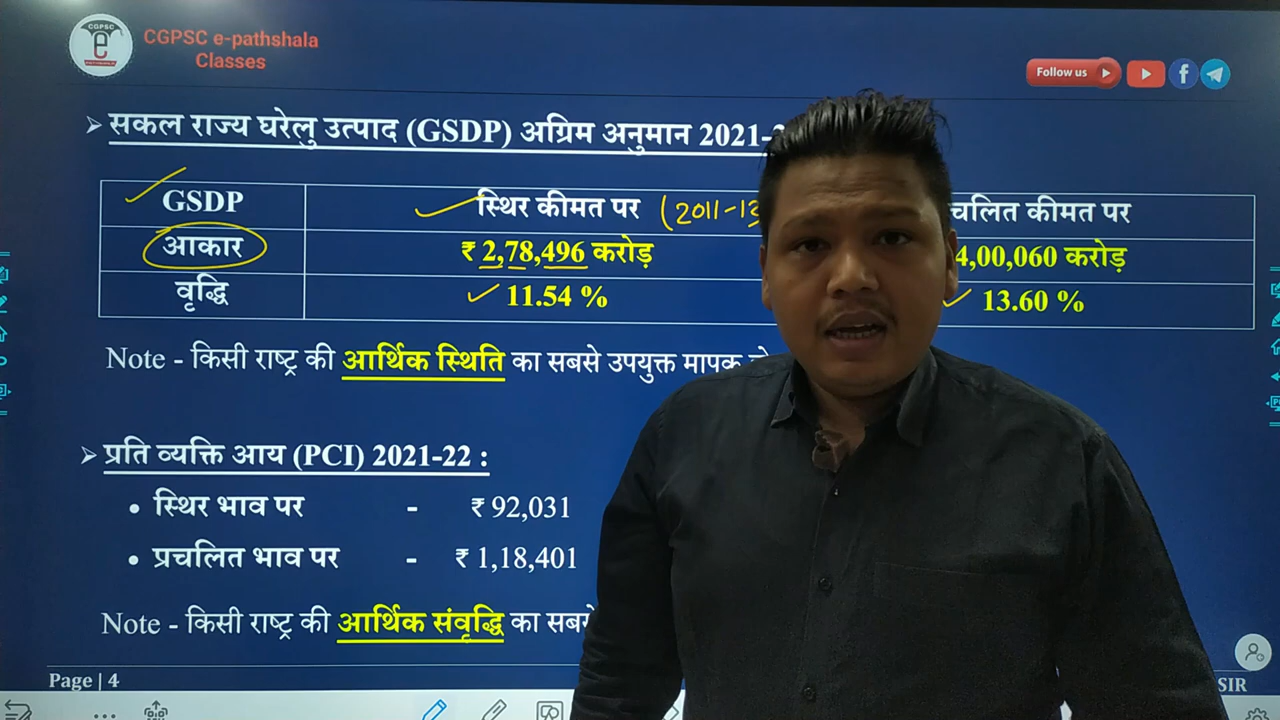 CGPSC
e
CGPSC e-pathshala
Classes
Follow us
➤ सकल राज्य घरेलु उत्पाद (GSDP) अग्रिम अनुमान 2021-
GSDP स्थिर कीमत पर (2011-12) चलित कीमत पर
आकार ₹ 2,78,496 करोड़ 4,00,060 करोड़
वृद्धि 11.54 % 13.60 %
Note - किसी राष्ट्र की आर्थिक स्थिति का सबसे उपयुक्त मापक
➤ प्रति व्यक्ति आय (PCI) 2021-22 :
• स्थिर भाव पर - ₹ 92,031
• प्रचलित भाव पर - ₹ 1,18,401
Note - किसी राष्ट्र की आर्थिक संवृद्धि का सबसे
Page | 4 SIR